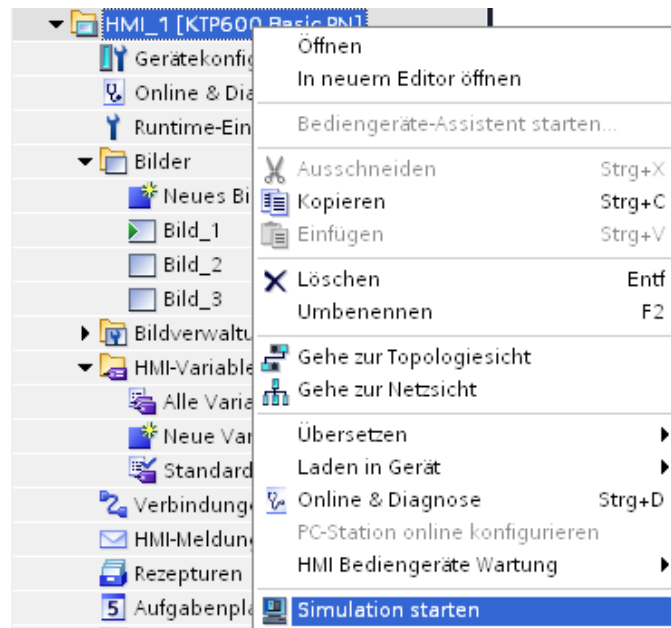 HMI_1 [KTP600 Basic PN]
Gerätekonfig
Online & Dia
Runtime-Ein
Bilder
Neues Bi
Bild_1
Bild_2
Bild_3
Bildverwaltu
HMI-Variable
Alle Varia
Neue Var
Standard
Verbindunge
HMI-Meldun
Rezepturen
5 Aufgabenpla
Öffnen
In neuem Editor öffnen
Bediengeräte-Assistent starten...
Ausschneiden Strg+X
Kopieren Strg+C
Einfügen Strg+V
Löschen Entf
Umbenennen F2
Gehe zur Topologiesicht
Gehe zur Netzsicht
Übersetzen
Laden in Gerät
Online & Diagnose Strg+D
PC-Station online konfigurieren
HMI Bediengeräte Wartung
Simulation starten